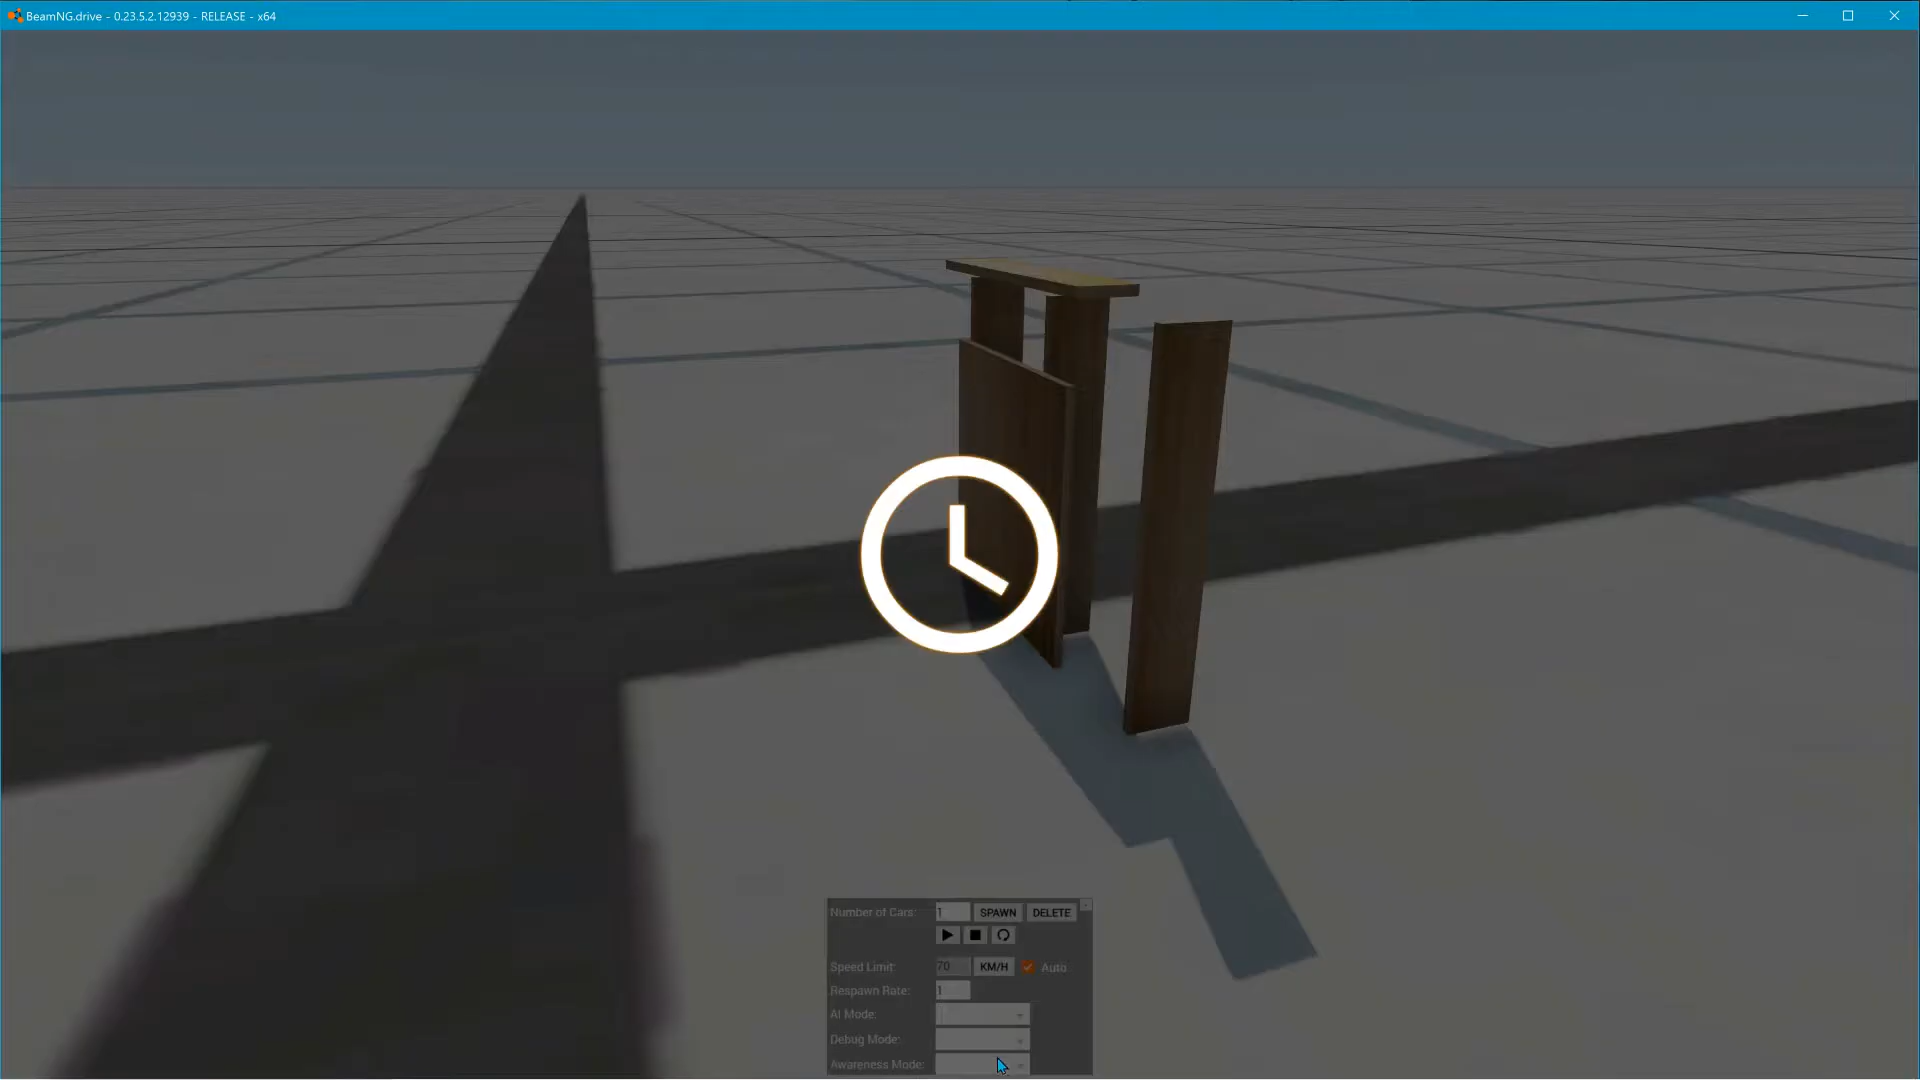 BeamNG.drive - 0.23.5.2.12939 - RELEASE - x64
Number of Cars: 1 SPAWN DELETE
Speed Limit: 70 KM/H Auto
Respawn Rate: 1
AI Mode:
Debug Mode:
Awareness Mode: